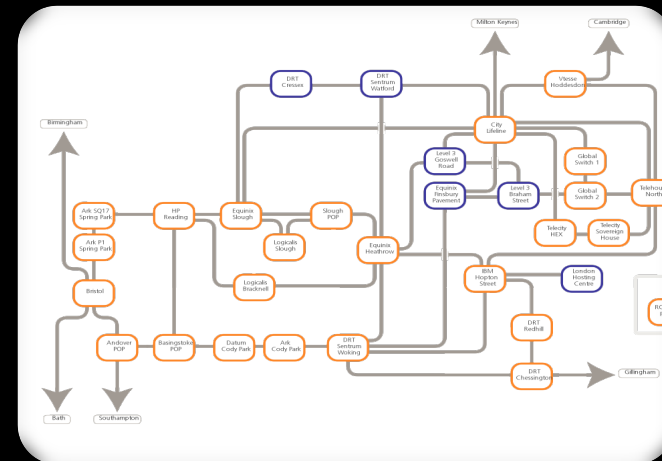 Milton Keynes
Cambridge
DRT
Cressex
DRT
Sentrum
Watford
Vtesse
Hoddesdon
Birmingham
City
Lifeline
Level 3
Goswell
Road
Global
Switch 1
Equinix
Finsbury
Pavement
Level 3
Braham
Street
Global
Switch 2
North
Ark SQ17
Spring Park
HP
Reading
Equinix
Slough
Slough
POP
Telecity
HEX
Telecity
Sovereign
House
Ark P1
Spring Park
Logicalis
Slough
Equinix
Heathrow
IBM
Hopton
Street
London
Hosting
Centre
Bristol
Logicalis
Bracknell
DRT
Redhill
Andover
POP
Basingstoke
POP
Datum
Cody Park
Ark
Cody Park
DRT
Sentrum
Woking
DRT
Chessington
Gillingham
Bath
Southampton